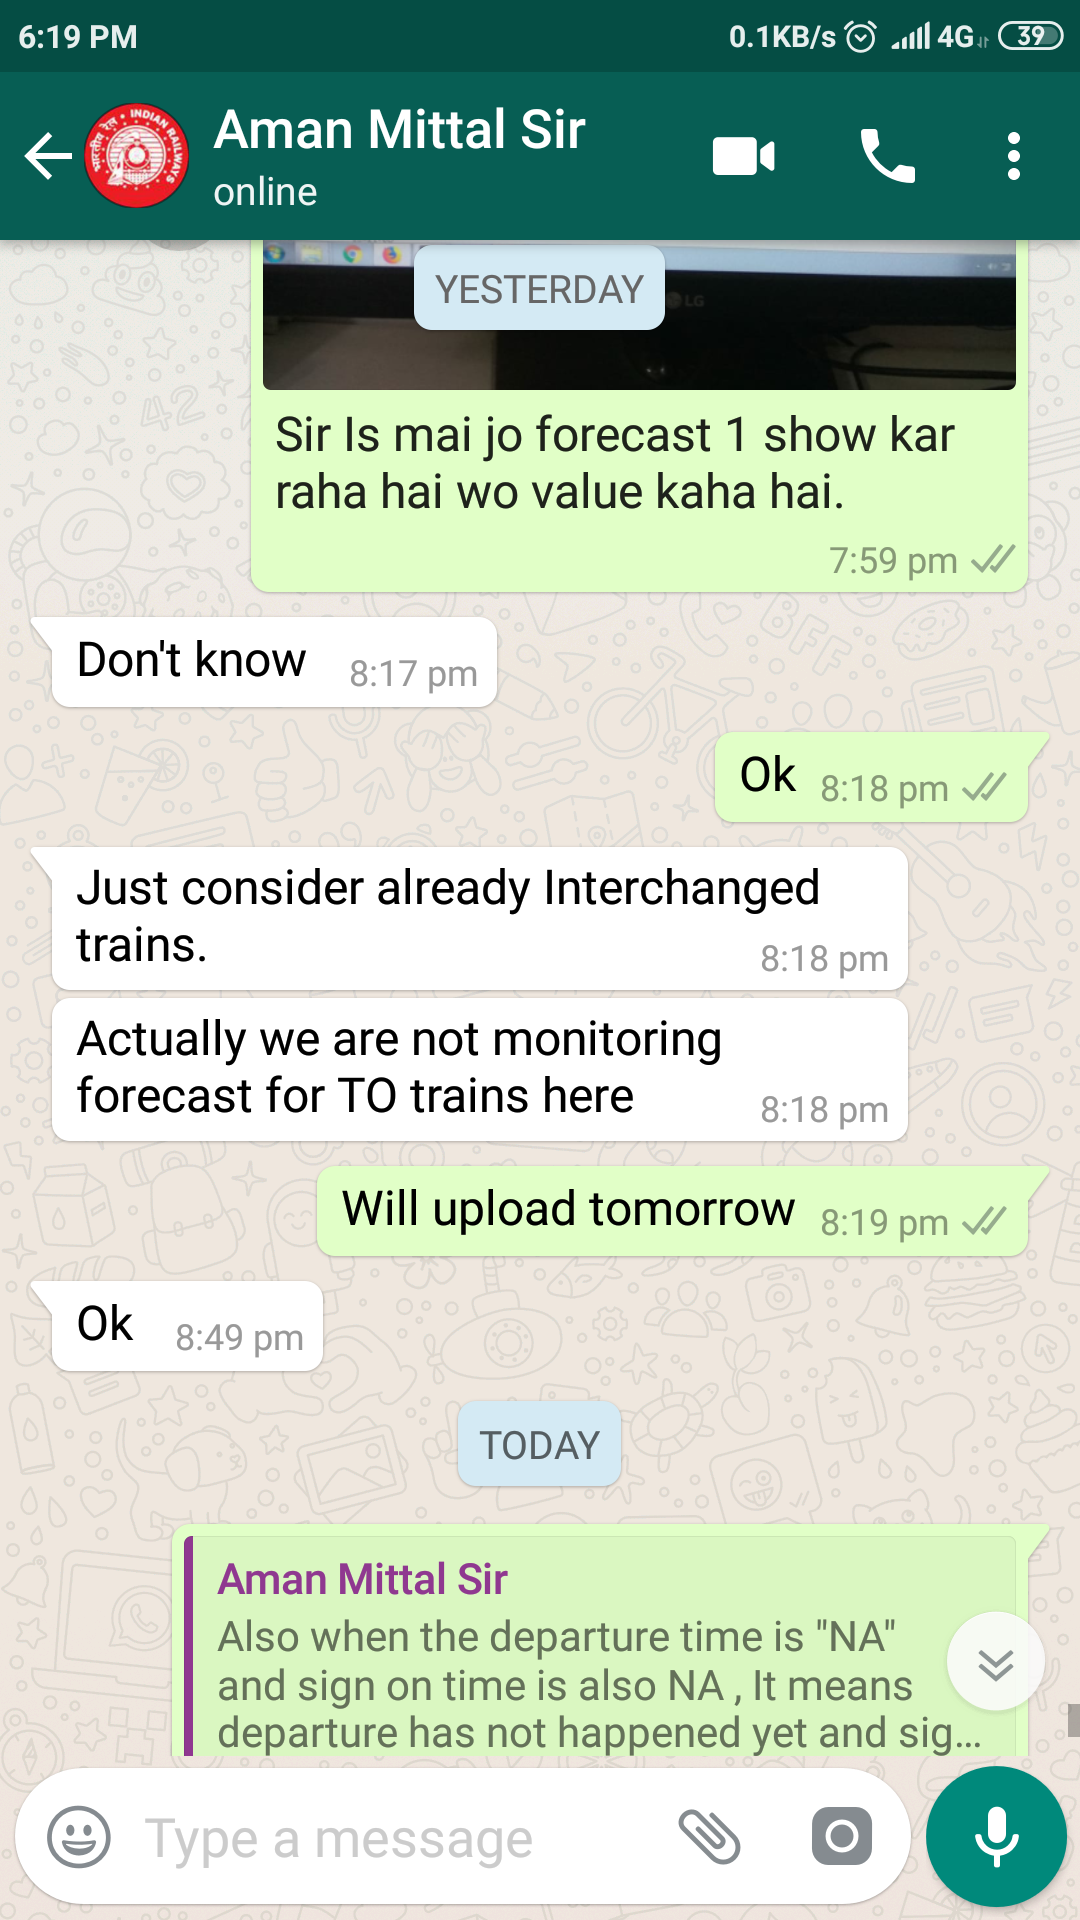 6:19 PM
0.1KB/s 4G 39
Aman Mittal Sir
online
INDIAN RAILWAYS
भारतीय रेल
YESTERDAY
LG
Sir Is mai jo forecast 1 show kar
raha hai wo value kaha hai.
7:59 pm
Don't know 8:17 pm
Ok 8:18 pm
Just consider already Interchanged
trains.
8:18 pm
Actually we are not monitoring
forecast for TO trains here
8:18 pm
Will upload tomorrow 8:19 pm
Ok 8:49 pm
TODAY
Aman Mittal Sir
Also when the departure time is "NA"
and sign on time is also NA , It means
departure has not happened yet and sig...
Type a message